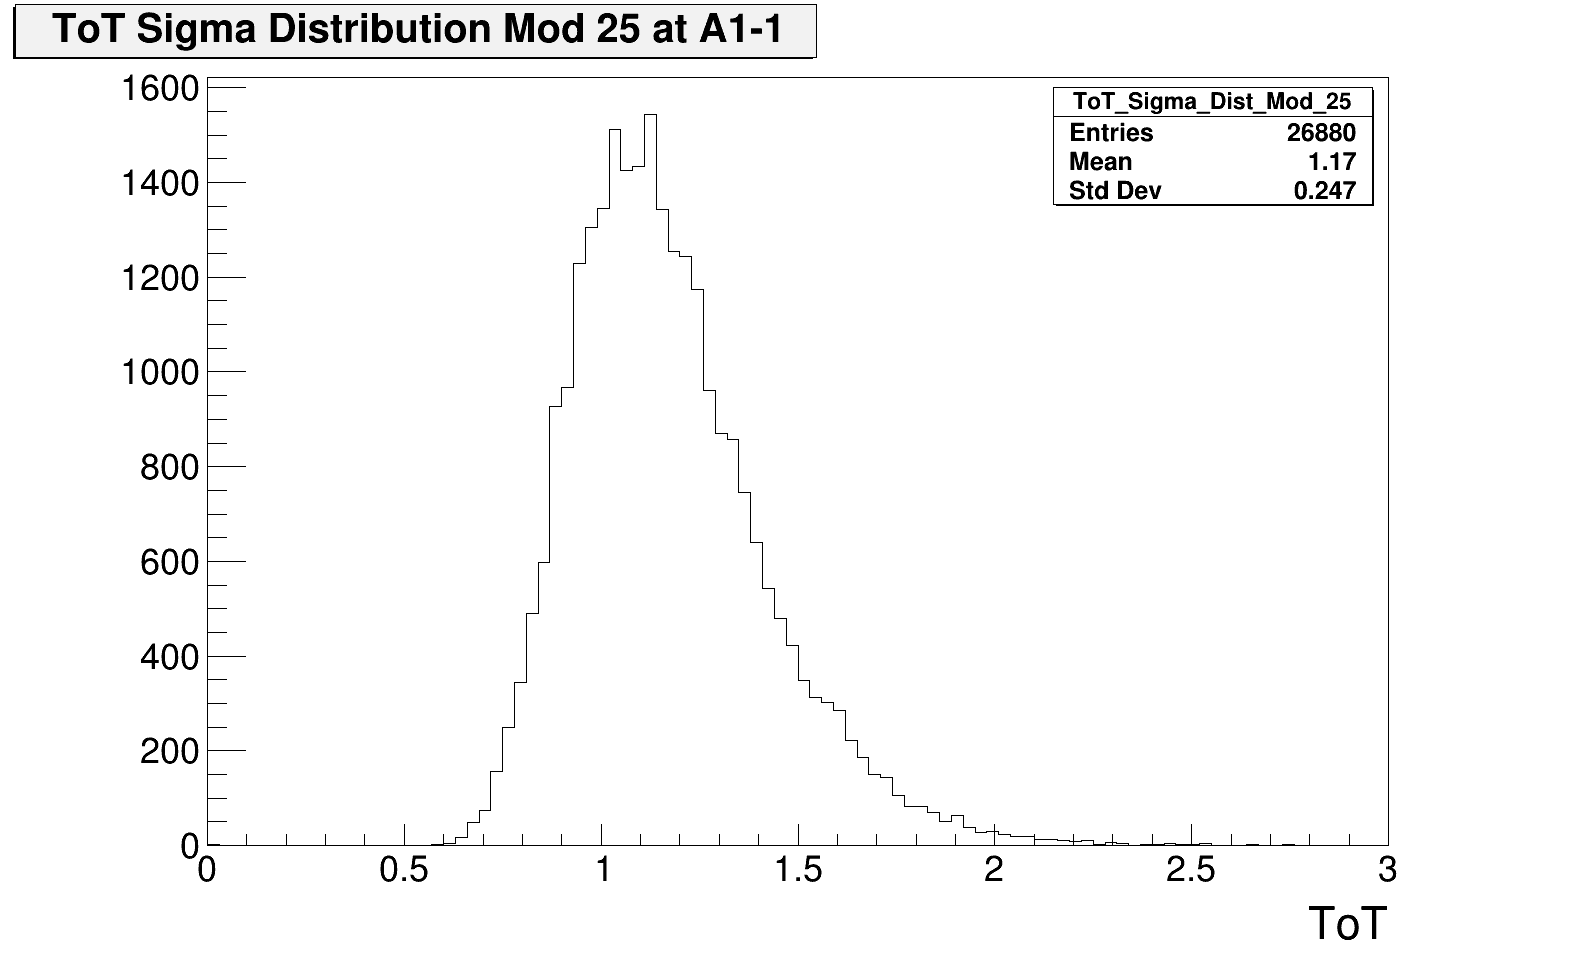 ToT Sigma Distribution Mod 25 at A1-1
ToT_Sigma_Dist_Mod_25
Entries 26880
Mean 1.17
Std Dev 0.247
1600
1400
1200
1000
800
600
400
200
0
0 0.5 1 1.5 2 2.5 3
ToT